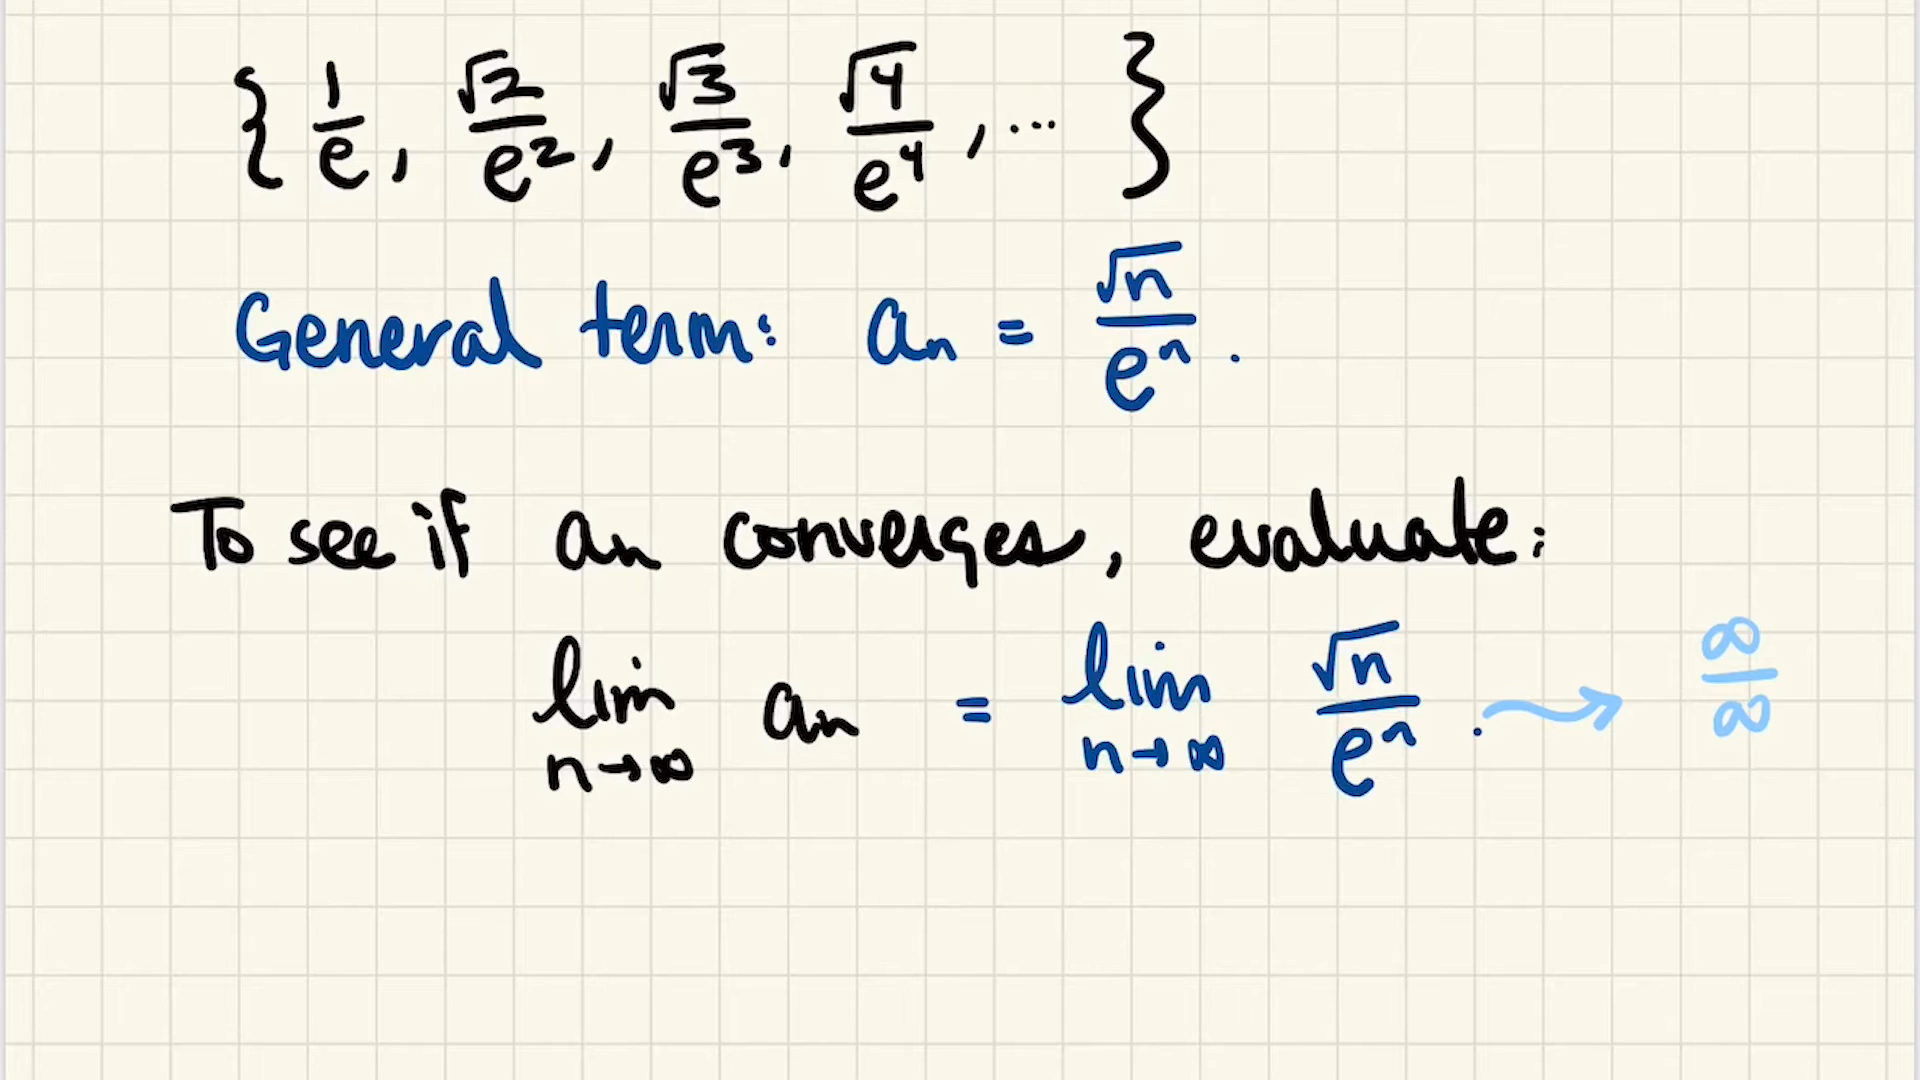 { 1/e, √2/e², √3/e³, √4/e⁴, ... }
General term: aₙ = √n/eⁿ.
To see if aₙ converges, evaluate:
lim n→∞ aₙ = lim n→∞ √n/eⁿ. ⇝ ∞/∞